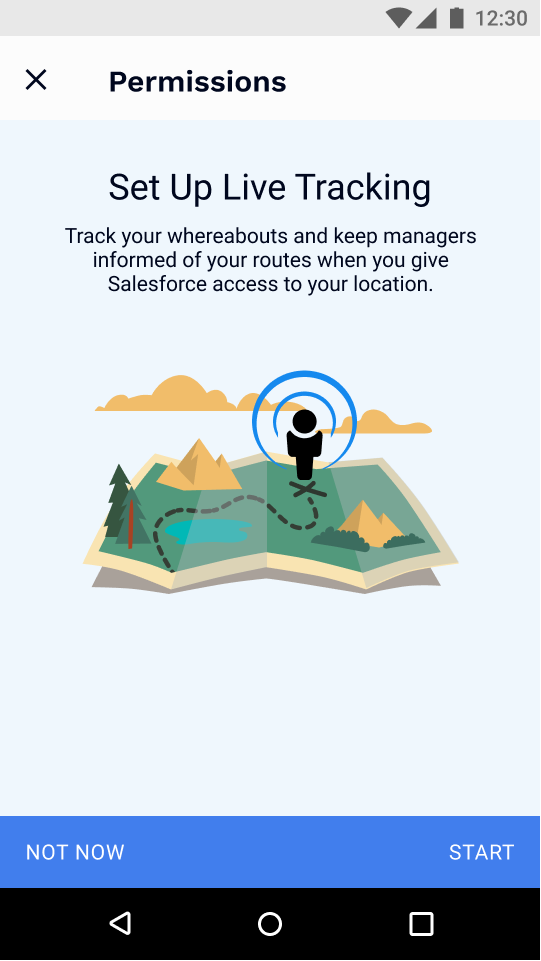 12:30
Permissions
Set Up Live Tracking
Track your whereabouts and keep managers
informed of your routes when you give
Salesforce access to your location.
NOT NOW
START